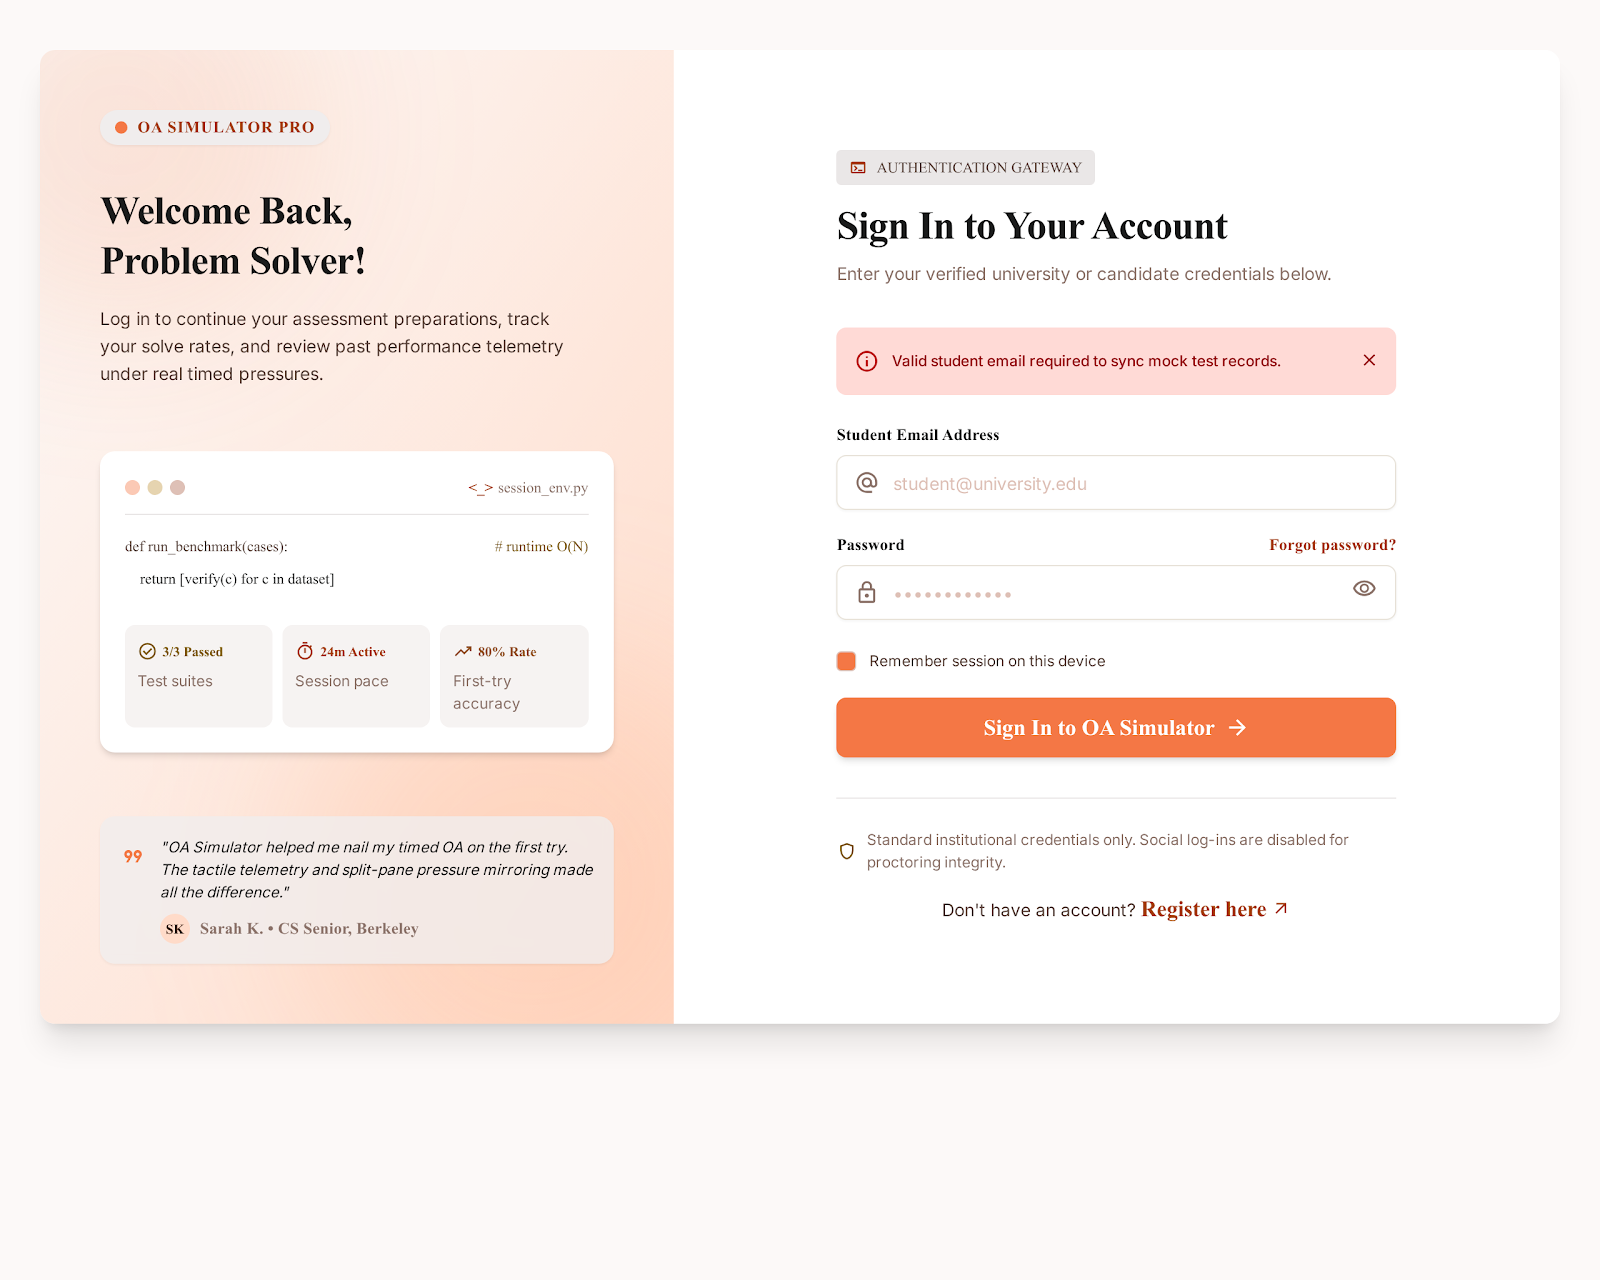 OA SIMULATOR PRO
Welcome Back,
Problem Solver!
Log in to continue your assessment preparations, track
your solve rates, and review past performance telemetry
under real timed pressures.
<_> session_env.py
def run_benchmark(cases): # runtime O(N)
return [verify(c) for c in dataset]
3/3 Passed
Test suites
24m Active
Session pace
80% Rate
First-try
accuracy
"OA Simulator helped me nail my timed OA on the first try.
The tactile telemetry and split-pane pressure mirroring made
all the difference."
SK Sarah K. • CS Senior, Berkeley
AUTHENTICATION GATEWAY
Sign In to Your Account
Enter your verified university or candidate credentials below.
Valid student email required to sync mock test records.
Student Email Address
student@university.edu
Password Forgot password?
••••••••••••
Remember session on this device
Sign In to OA Simulator →
Standard institutional credentials only. Social log-ins are disabled for
proctoring integrity.
Don't have an account? Register here